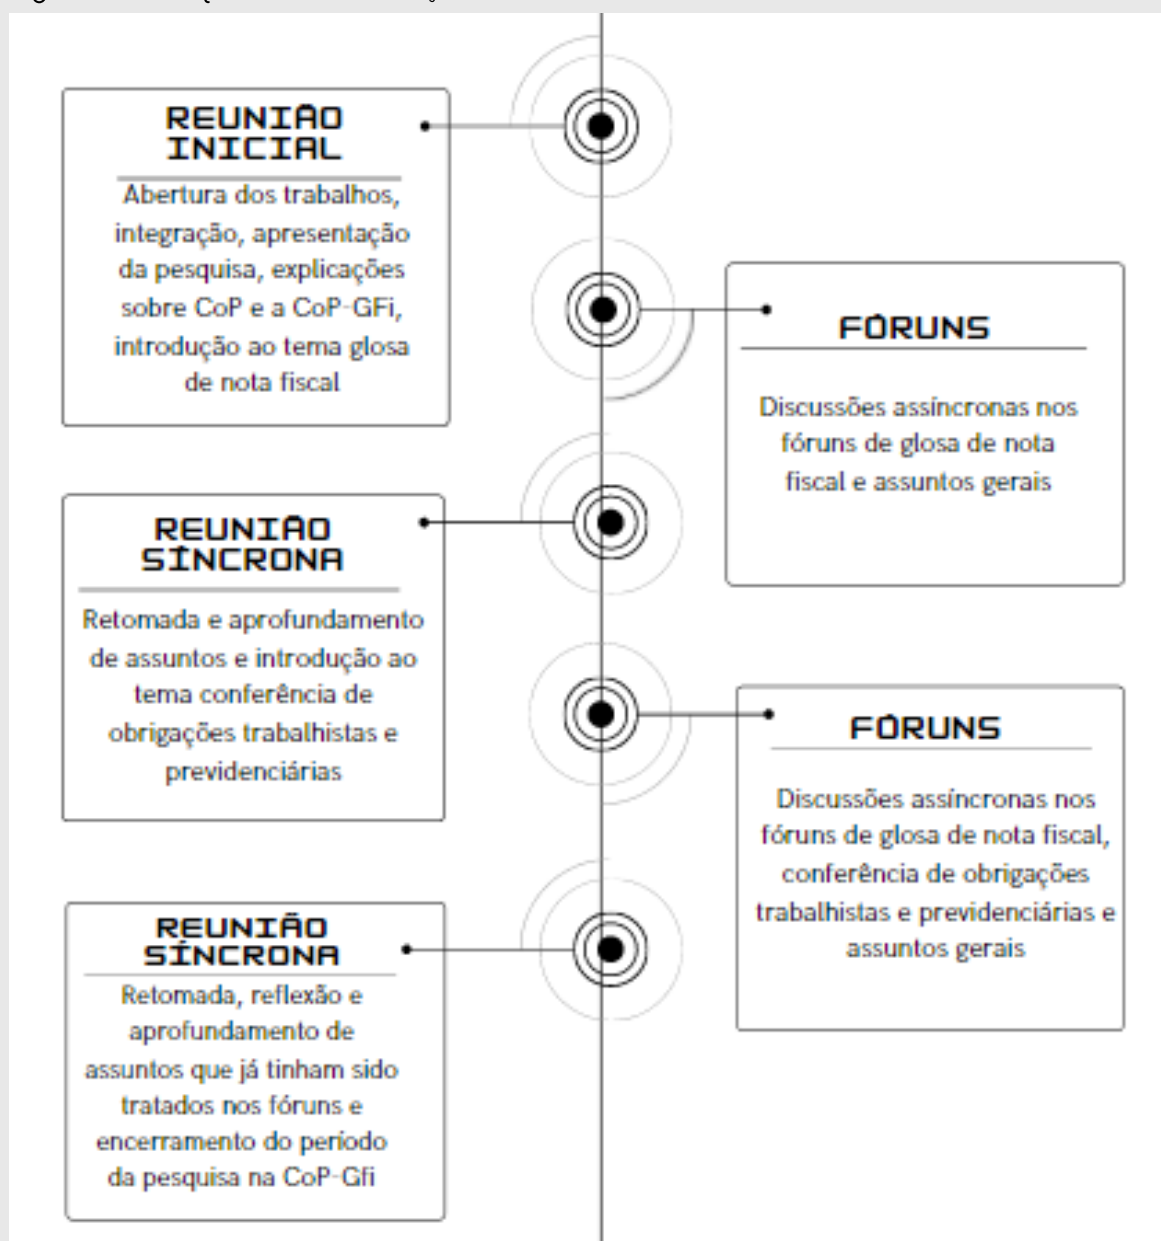 REUNIÃO
INICIAL
Abertura dos trabalhos,
integração, apresentação
da pesquisa, explicações
sobre CoP e a CoP-GFi,
introdução ao tema glosa
de nota fiscal
FÓRUNS
Discussões assíncronas nos
fóruns de glosa de nota
fiscal e assuntos gerais
REUNIÃO
SÍNCRONA
Retomada e aprofundamento
de assuntos e introdução ao
tema conferência de
obrigações trabalhistas e
previdenciárias
FÓRUNS
Discussões assíncronas nos
fóruns de glosa de nota fiscal,
conferência de obrigações
trabalhistas e previdenciárias e
assuntos gerais
REUNIÃO
SÍNCRONA
Retomada, reflexão e
aprofundamento de
assuntos que já tinham sido
tratados nos fóruns e
encerramento do período
da pesquisa na CoP-Gfi